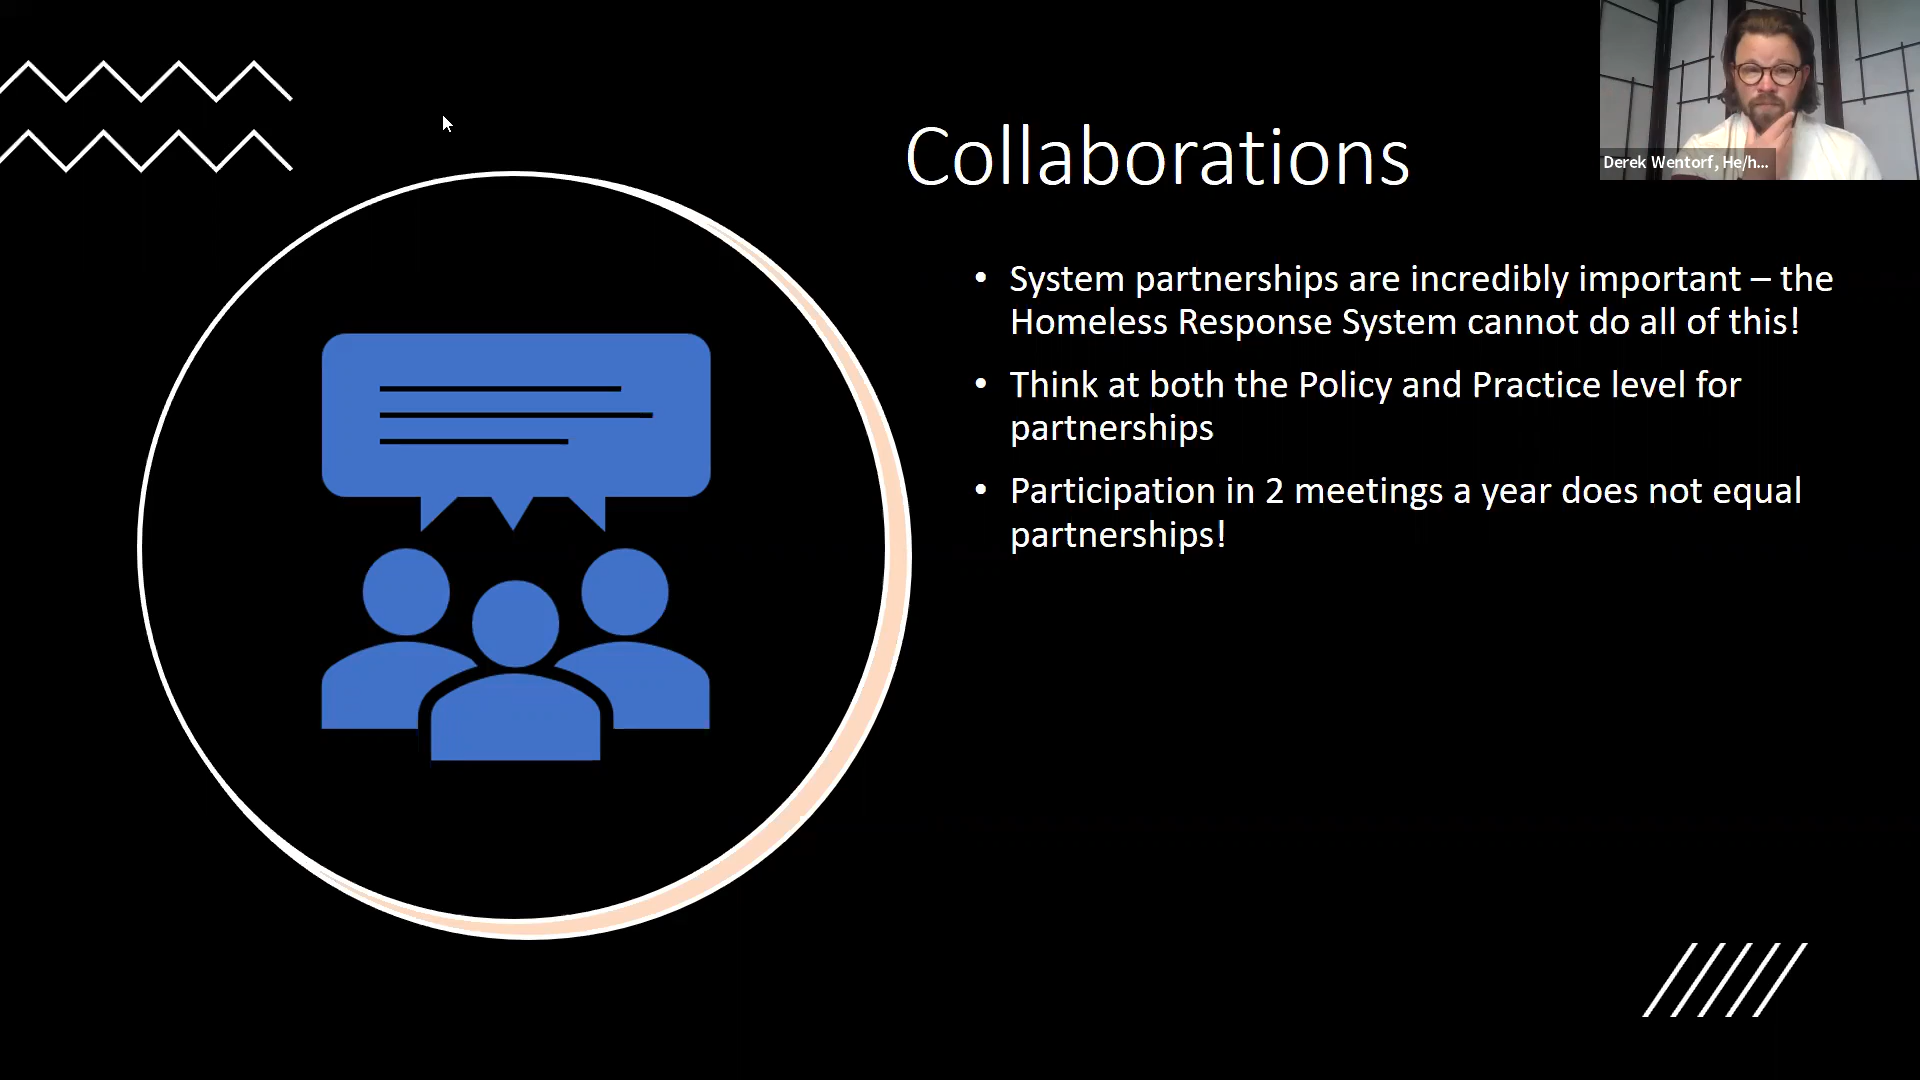 Collaborations
Derek Wentorf, He/h...
• System partnerships are incredibly important – the
Homeless Response System cannot do all of this!
• Think at both the Policy and Practice level for
partnerships
• Participation in 2 meetings a year does not equal
partnerships!